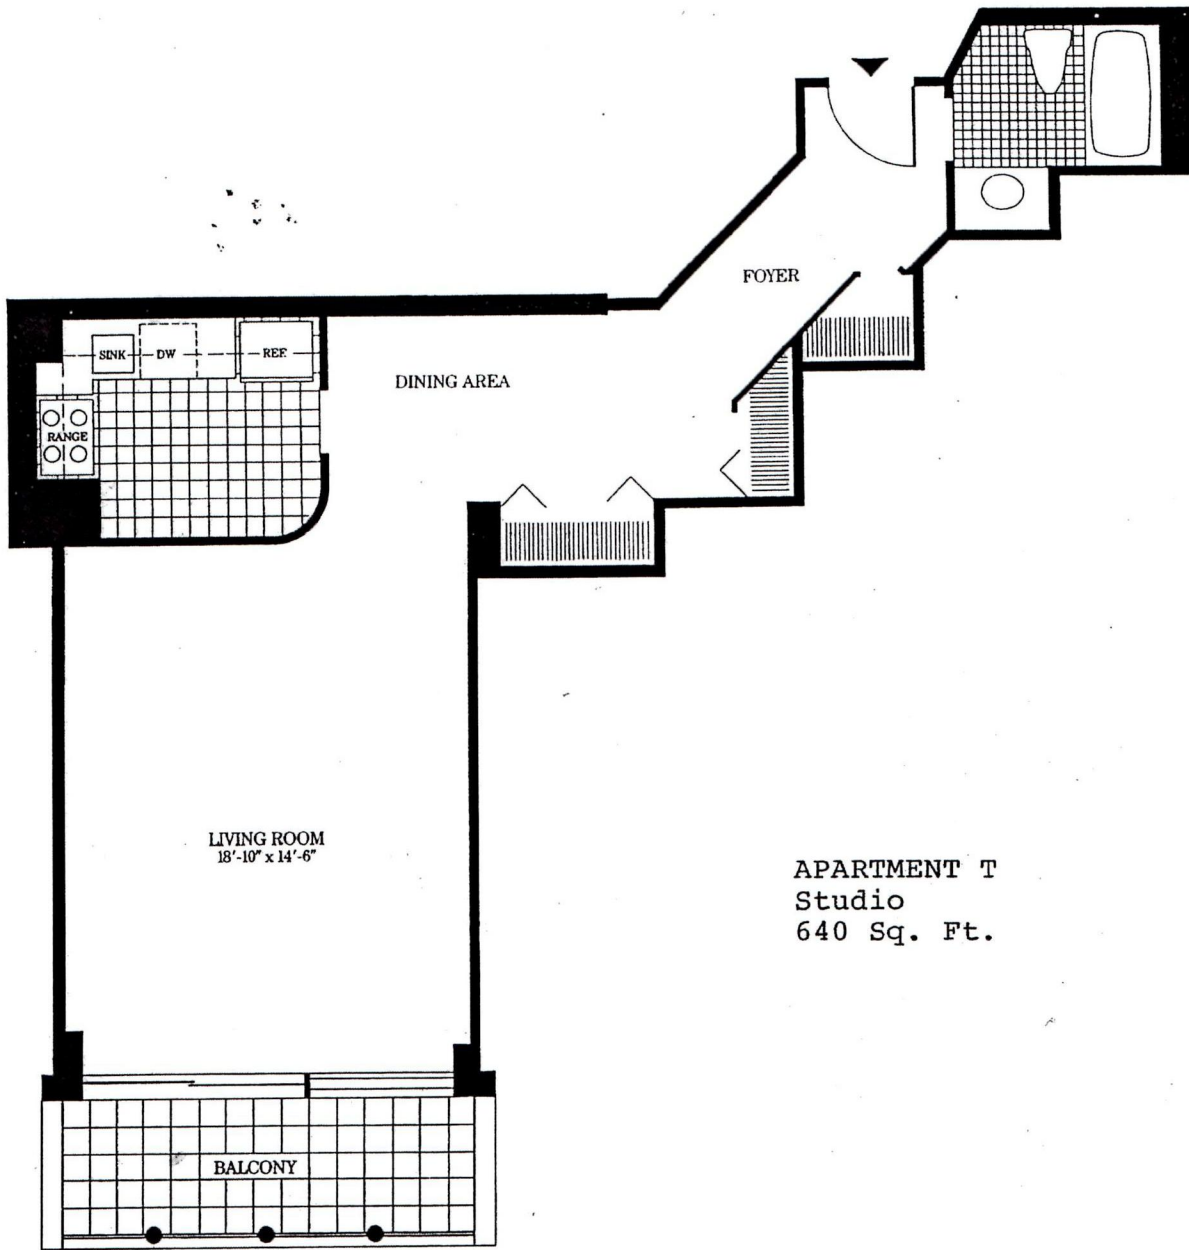 FOYER
SINK
DW
REF.
DINING AREA
RANGE
LIVING ROOM
18'-10" x 14'-6"
APARTMENT T
Studio
640 Sq. Ft.
BALCONY